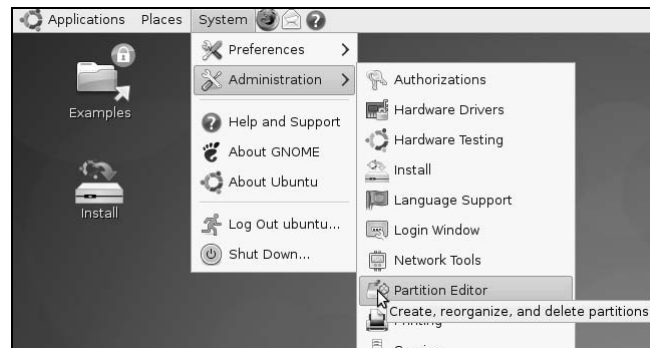 Applications Places System
Preferences
Administration
Help and Support
About GNOME
About Ubuntu
Log Out ubuntu...
Shut Down...
Examples
Install
Authorizations
Hardware Drivers
Hardware Testing
Install
Language Support
Login Window
Network Tools
Partition Editor
Create, reorganize, and delete partitions
Printing